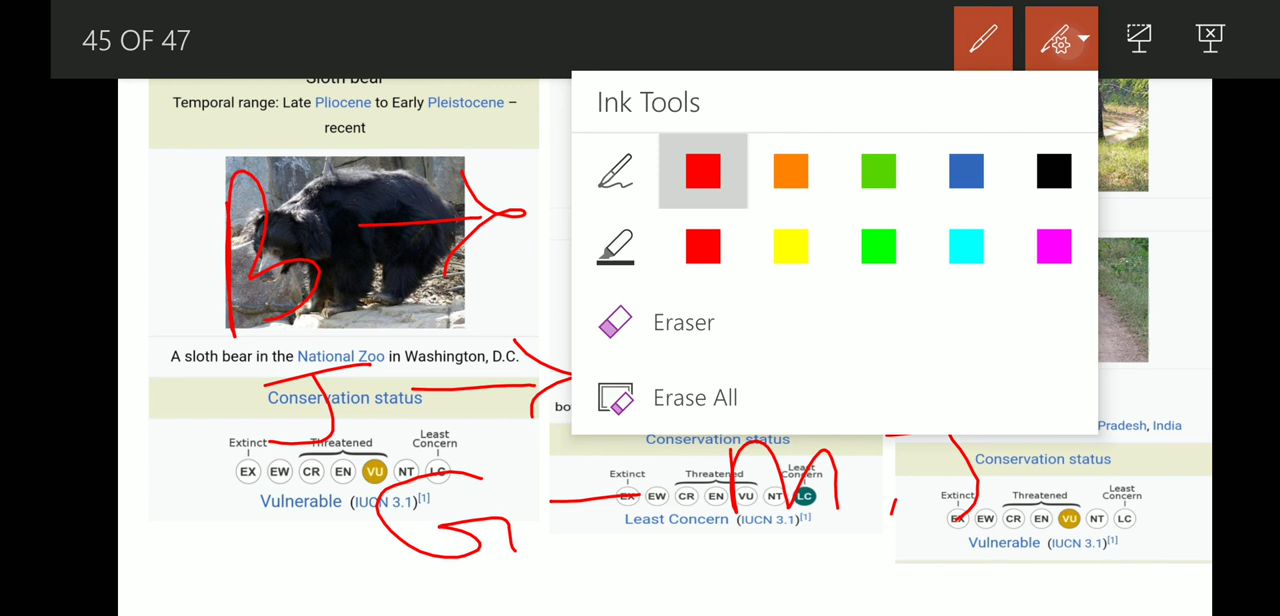 45 OF 47
Sloth bear
Temporal range: Late Pliocene to Early Pleistocene –
recent
A sloth bear in the National Zoo in Washington, D.C.
Conservation status
Extinct Threatened Least Concern
EX EW CR EN VU NT LC
Vulnerable (IUCN 3.1)[1]
Ink Tools
Eraser
Erase All
Conservation status
Extinct Threatened Least Concern
EX EW CR EN VU NT LC
Least Concern (IUCN 3.1)[1]
Pradesh, India
Conservation status
Extinct Threatened Least Concern
EX EW CR EN VU NT LC
Vulnerable (IUCN 3.1)[1]
J
G
m